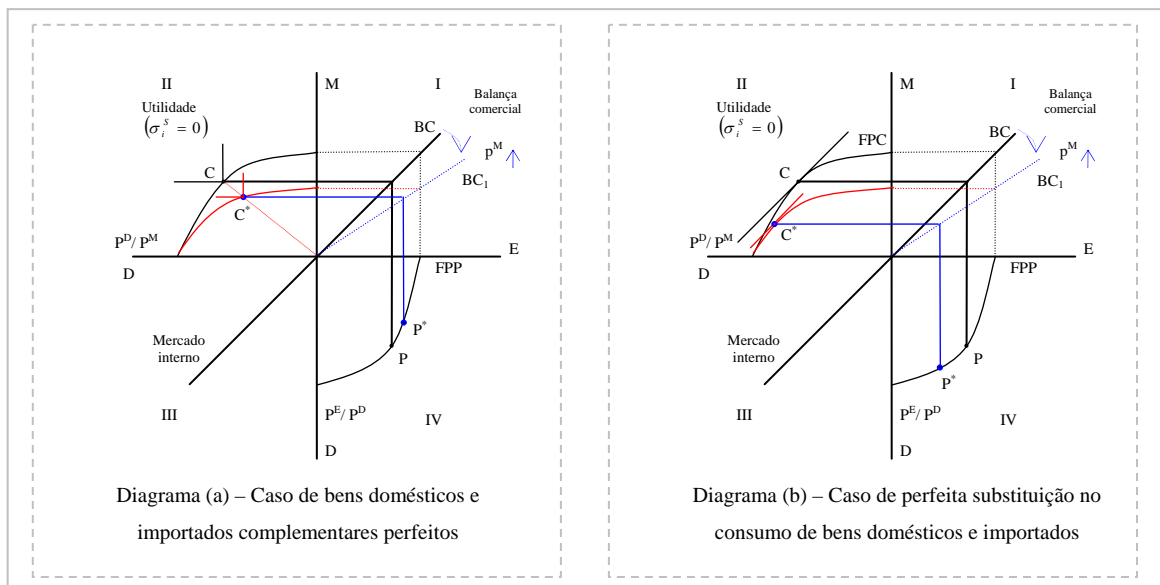 II
M
I
Utilidade
(σ_i^S = 0)
Balança
comercial
BC
p^M
BC_1
C
C*
P^D/ P^M
D
E
FPP
Mercado
interno
P*
P
III
P^E/ P^D
IV
D
Diagrama (a) – Caso de bens domésticos e
importados complementares perfeitos
II
M
I
Utilidade
(σ_i^S = 0)
FPC
Balança
comercial
BC
p^M
BC_1
C
C*
P^D/ P^M
D
E
FPP
Mercado
interno
P
P*
III
P^E/ P^D
IV
D
Diagrama (b) – Caso de perfeita substituição no
consumo de bens domésticos e importados